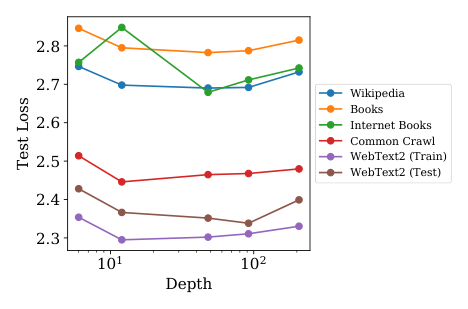 2.8
2.7
2.6
2.5
2.4
2.3
Test Loss
10¹
10²
Depth
Wikipedia
Books
Internet Books
Common Crawl
WebText2 (Train)
WebText2 (Test)